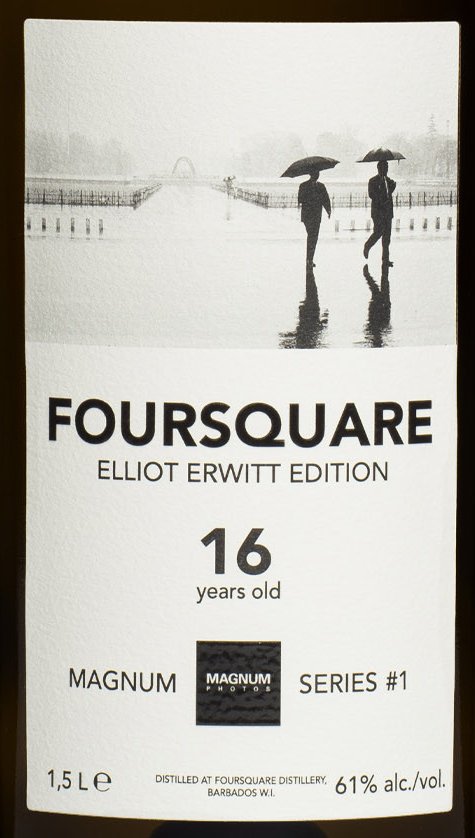 FOURSQUARE
ELLIOT ERWITT EDITION
16
years old
MAGNUM
MAGNUM
PHOTOS
SERIES #1
1,5 L ℮
DISTILLED AT FOURSQUARE DISTILLERY,
BARBADOS W.I.
61% alc./vol.